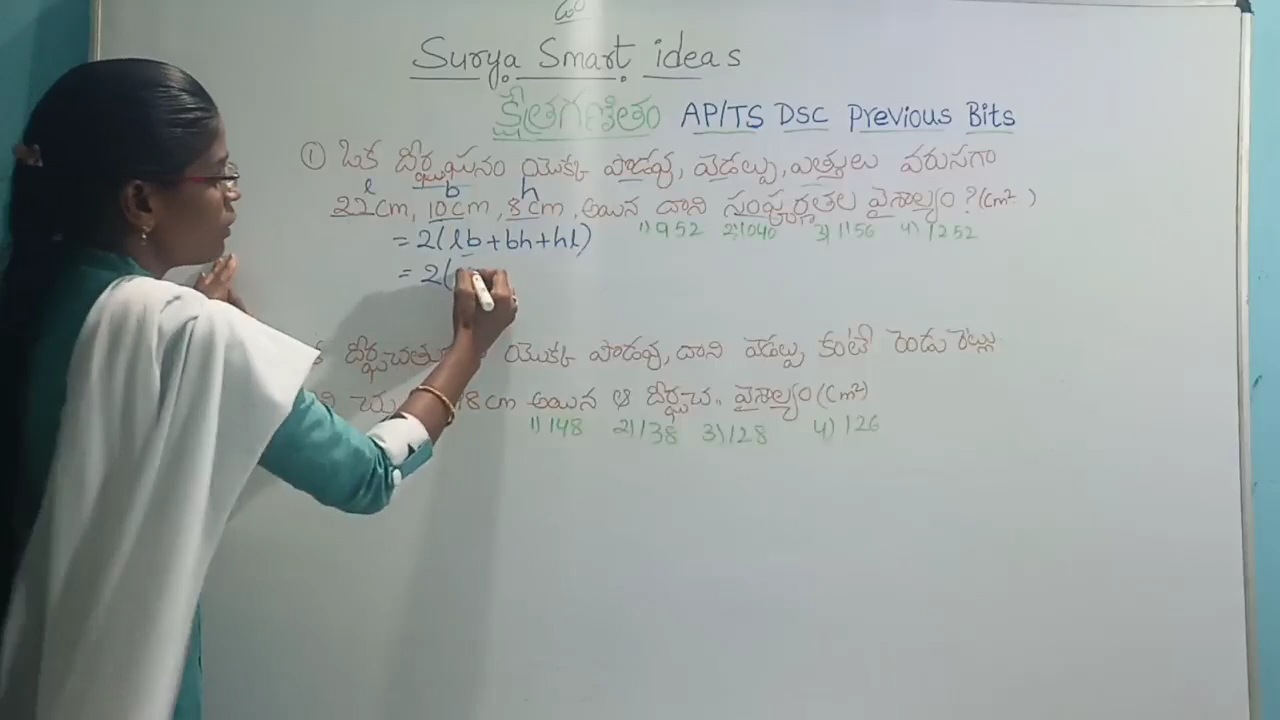 Surya Smart ideas
క్షేత్రగణితం AP/TS DSC Previous Bits
① ఒక దీర్ఘఘనం యొక్క పొడవు, వెడల్పు, ఎత్తులు వరుసగా
l b h
22cm, 10cm, 8cm, అయిన దాని సంపూర్ణతల వైశాల్యం ? (cm²)
= 2(lb+bh+hl) 1) 952 2) 1040 3) 1156 4) 1252
= 2(
దీర్ఘచతు యొక్క పొడవు, దాని వెడల్పు కంటే రెండు రెట్లు
8cm అయిన ఆ దీర్ఘచ.. వైశాల్యం (cm²)
1) 148 2) 138 3) 128 4) 126